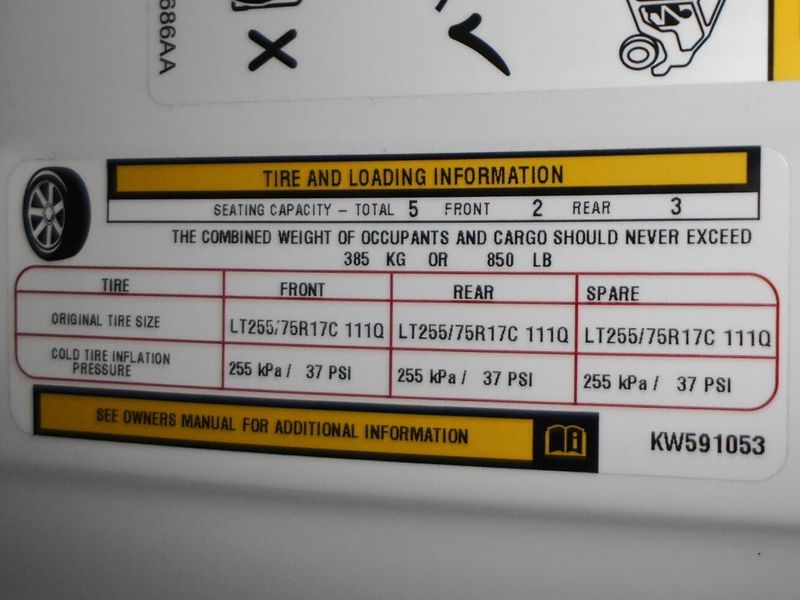 686AA
TIRE AND LOADING INFORMATION
SEATING CAPACITY – TOTAL 5 FRONT 2 REAR 3
THE COMBINED WEIGHT OF OCCUPANTS AND CARGO SHOULD NEVER EXCEED
385 KG OR 850 LB
TIRE FRONT REAR SPARE
ORIGINAL TIRE SIZE LT255/75R17C 111Q LT255/75R17C 111Q LT255/75R17C 111Q
COLD TIRE INFLATION
PRESSURE 255 kPa / 37 PSI 255 kPa / 37 PSI 255 kPa / 37 PSI
SEE OWNERS MANUAL FOR ADDITIONAL INFORMATION
KW591053